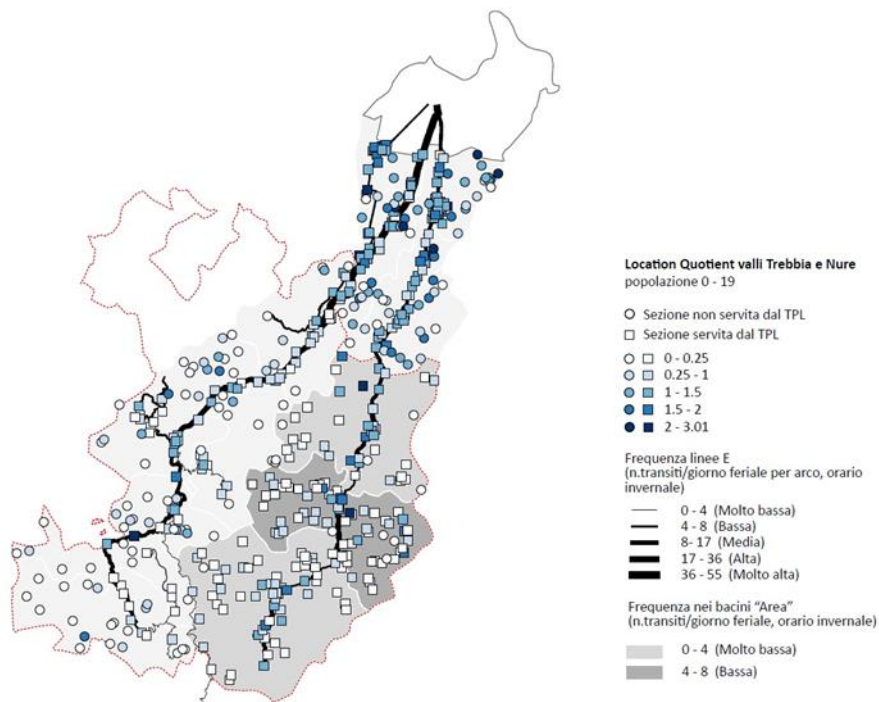 Location Quotient valli Trebbia e Nure
popolazione 0 - 19
Sezione non servita dal TPL
Sezione servita dal TPL
0 - 0.25
0.25 - 1
1 - 1.5
1.5 - 2
2 - 3.01
Frequenza linee E
(n.transiti/giorno feriale per arco, orario
invernale)
0 - 4 (Molto bassa)
4 - 8 (Bassa)
8- 17 (Media)
17 - 36 (Alta)
36 - 55 (Molto alta)
Frequenza nei bacini “Area”
(n.transiti/giorno feriale, orario invernale)
0 - 4 (Molto bassa)
4 - 8 (Bassa)